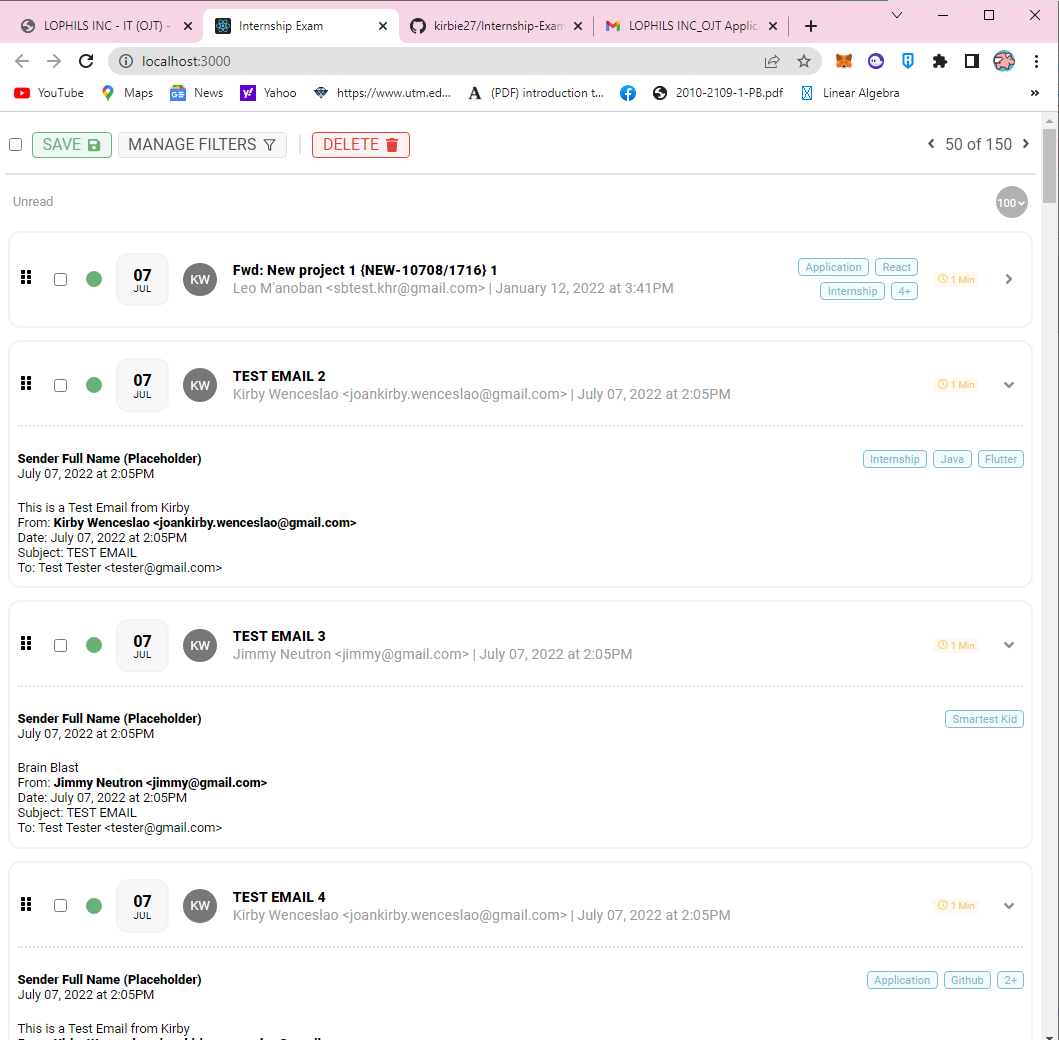 LOPHILS INC - IT (OJT) -
Internship Exam
kirbie27/Internship-Exam
LOPHILS INC_OJT Applic
localhost:3000
YouTube
Maps
News
Yahoo
https://www.utm.ed...
(PDF) introduction t...
2010-2109-1-PB.pdf
Linear Algebra
»
SAVE
MANAGE FILTERS
DELETE
50 of 150
Unread
100
07
JUL
KW
Fwd: New project 1 {NEW-10708/1716} 1
Leo M'anoban <sbtest.khr@gmail.com> | January 12, 2022 at 3:41PM
Application
React
Internship
4+
1 Min
07
JUL
KW
TEST EMAIL 2
Kirby Wenceslao <joankirby.wenceslao@gmail.com> | July 07, 2022 at 2:05PM
1 Min
Sender Full Name (Placeholder)
July 07, 2022 at 2:05PM
Internship
Java
Flutter
This is a Test Email from Kirby
From: Kirby Wenceslao <joankirby.wenceslao@gmail.com>
Date: July 07, 2022 at 2:05PM
Subject: TEST EMAIL
To: Test Tester <tester@gmail.com>
07
JUL
KW
TEST EMAIL 3
Jimmy Neutron <jimmy@gmail.com> | July 07, 2022 at 2:05PM
1 Min
Sender Full Name (Placeholder)
July 07, 2022 at 2:05PM
Smartest Kid
Brain Blast
From: Jimmy Neutron <jimmy@gmail.com>
Date: July 07, 2022 at 2:05PM
Subject: TEST EMAIL
To: Test Tester <tester@gmail.com>
07
JUL
KW
TEST EMAIL 4
Kirby Wenceslao <joankirby.wenceslao@gmail.com> | July 07, 2022 at 2:05PM
1 Min
Sender Full Name (Placeholder)
July 07, 2022 at 2:05PM
Application
Github
2+
This is a Test Email from Kirby